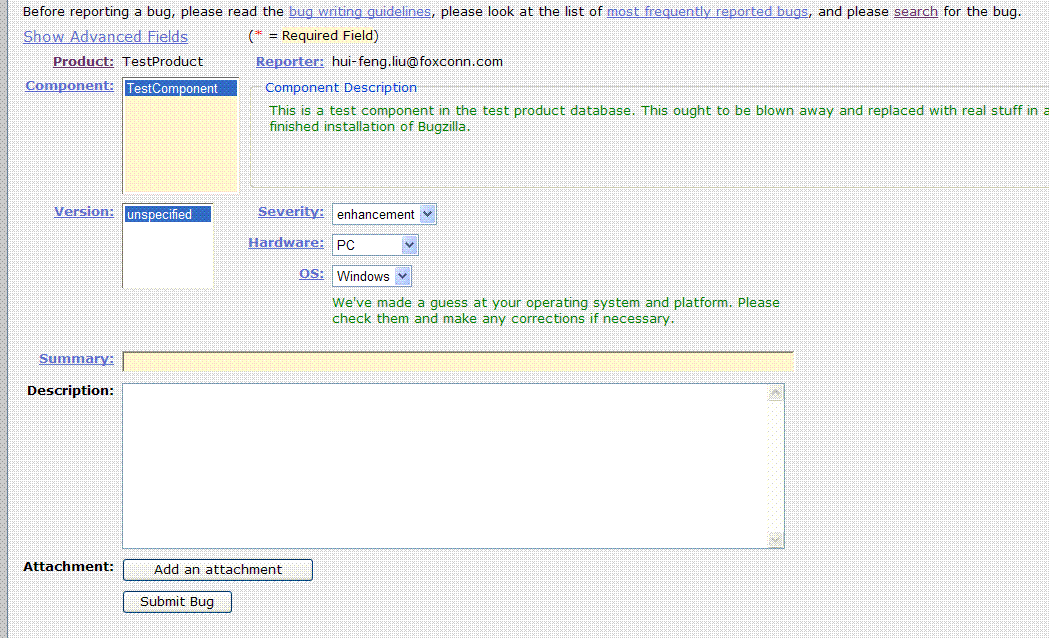 Before reporting a bug, please read the bug writing guidelines, please look at the list of most frequently reported bugs, and please search for the bug.
Show Advanced Fields (* = Required Field)
Product: TestProduct Reporter: hui-feng.liu@foxconn.com
Component: TestComponent Component Description
This is a test component in the test product database. This ought to be blown away and replaced with real stuff in a
finished installation of Bugzilla.
Version: unspecified Severity: enhancement
Hardware: PC
OS: Windows
We've made a guess at your operating system and platform. Please
check them and make any corrections if necessary.
Summary:
Description:
Attachment: Add an attachment
Submit Bug